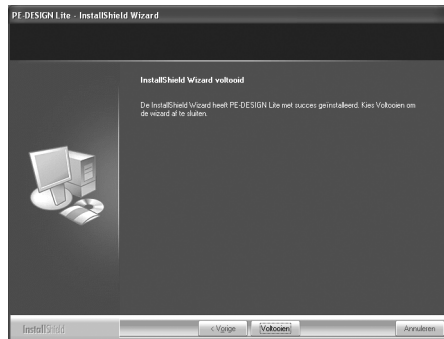 PE-DESIGN Lite - InstallShield Wizard
InstallShield Wizard voltooid
De InstallShield Wizard heeft PE-DESIGN Lite met succes geïnstalleerd. Kies Voltooien om
de wizard af te sluiten.
InstallShield
< Vorige
Voltooien
Annuleren